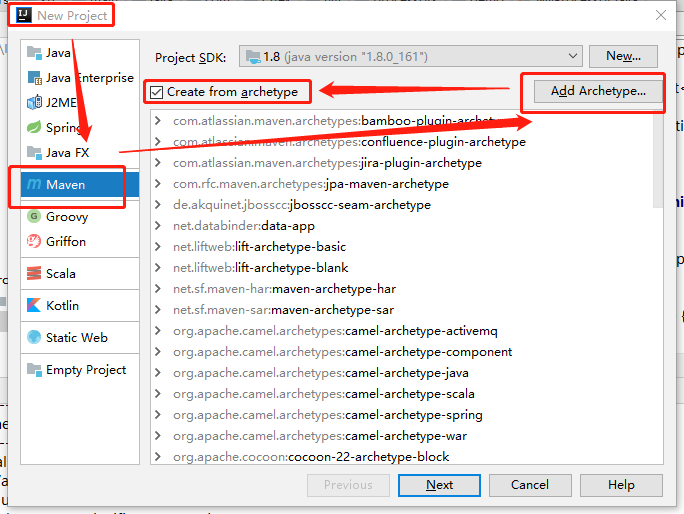 New Project
Project SDK: 1.8 (java version "1.8.0_161") New...
Create from archetype
Add Archetype...
Java
Java Enterprise
J2ME
Spring
Java FX
Maven
Groovy
Griffon
Scala
Kotlin
Static Web
Empty Project
com.atlassian.maven.archetypes:bamboo-plugin-archetype
com.atlassian.maven.archetypes:confluence-plugin-archetype
com.atlassian.maven.archetypes:jira-plugin-archetype
com.rfc.maven.archetypes:jpa-maven-archetype
de.akquinet.jbosscc:jbosscc-seam-archetype
net.databinder:data-app
net.liftweb:lift-archetype-basic
net.liftweb:lift-archetype-blank
net.sf.maven-har:maven-archetype-har
net.sf.maven-sar:maven-archetype-sar
org.apache.camel.archetypes:camel-archetype-activemq
org.apache.camel.archetypes:camel-archetype-component
org.apache.camel.archetypes:camel-archetype-java
org.apache.camel.archetypes:camel-archetype-scala
org.apache.camel.archetypes:camel-archetype-spring
org.apache.camel.archetypes:camel-archetype-war
org.apache.cocoon:cocoon-22-archetype-block
Previous
Next
Cancel
Help